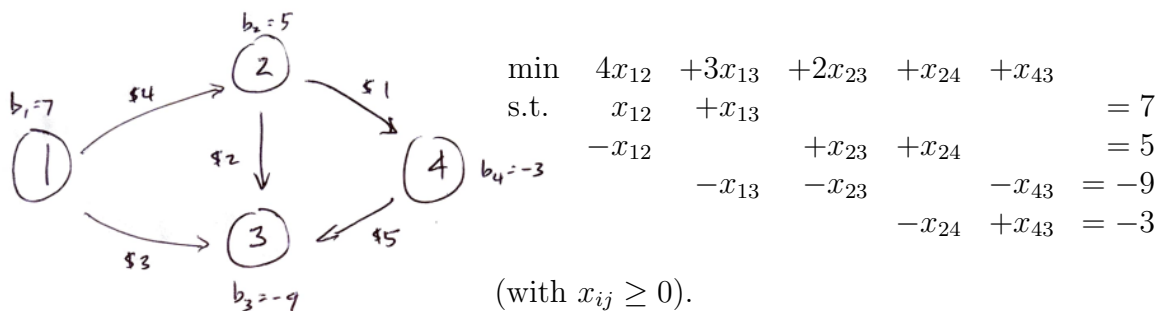 b₂=5
2
$4
$1
b₁=7
1
$2
4
b₄=-3
3
$3
$5
b₃=-9
min 4x₁₂ +3x₁₃ +2x₂₃ +x₂₄ +x₄₃
s.t. x₁₂ +x₁₃ = 7
-x₁₂ +x₂₃ +x₂₄ = 5
-x₁₃ -x₂₃ -x₄₃ = -9
-x₂₄ +x₄₃ = -3
(with xᵢⱼ ≥ 0).